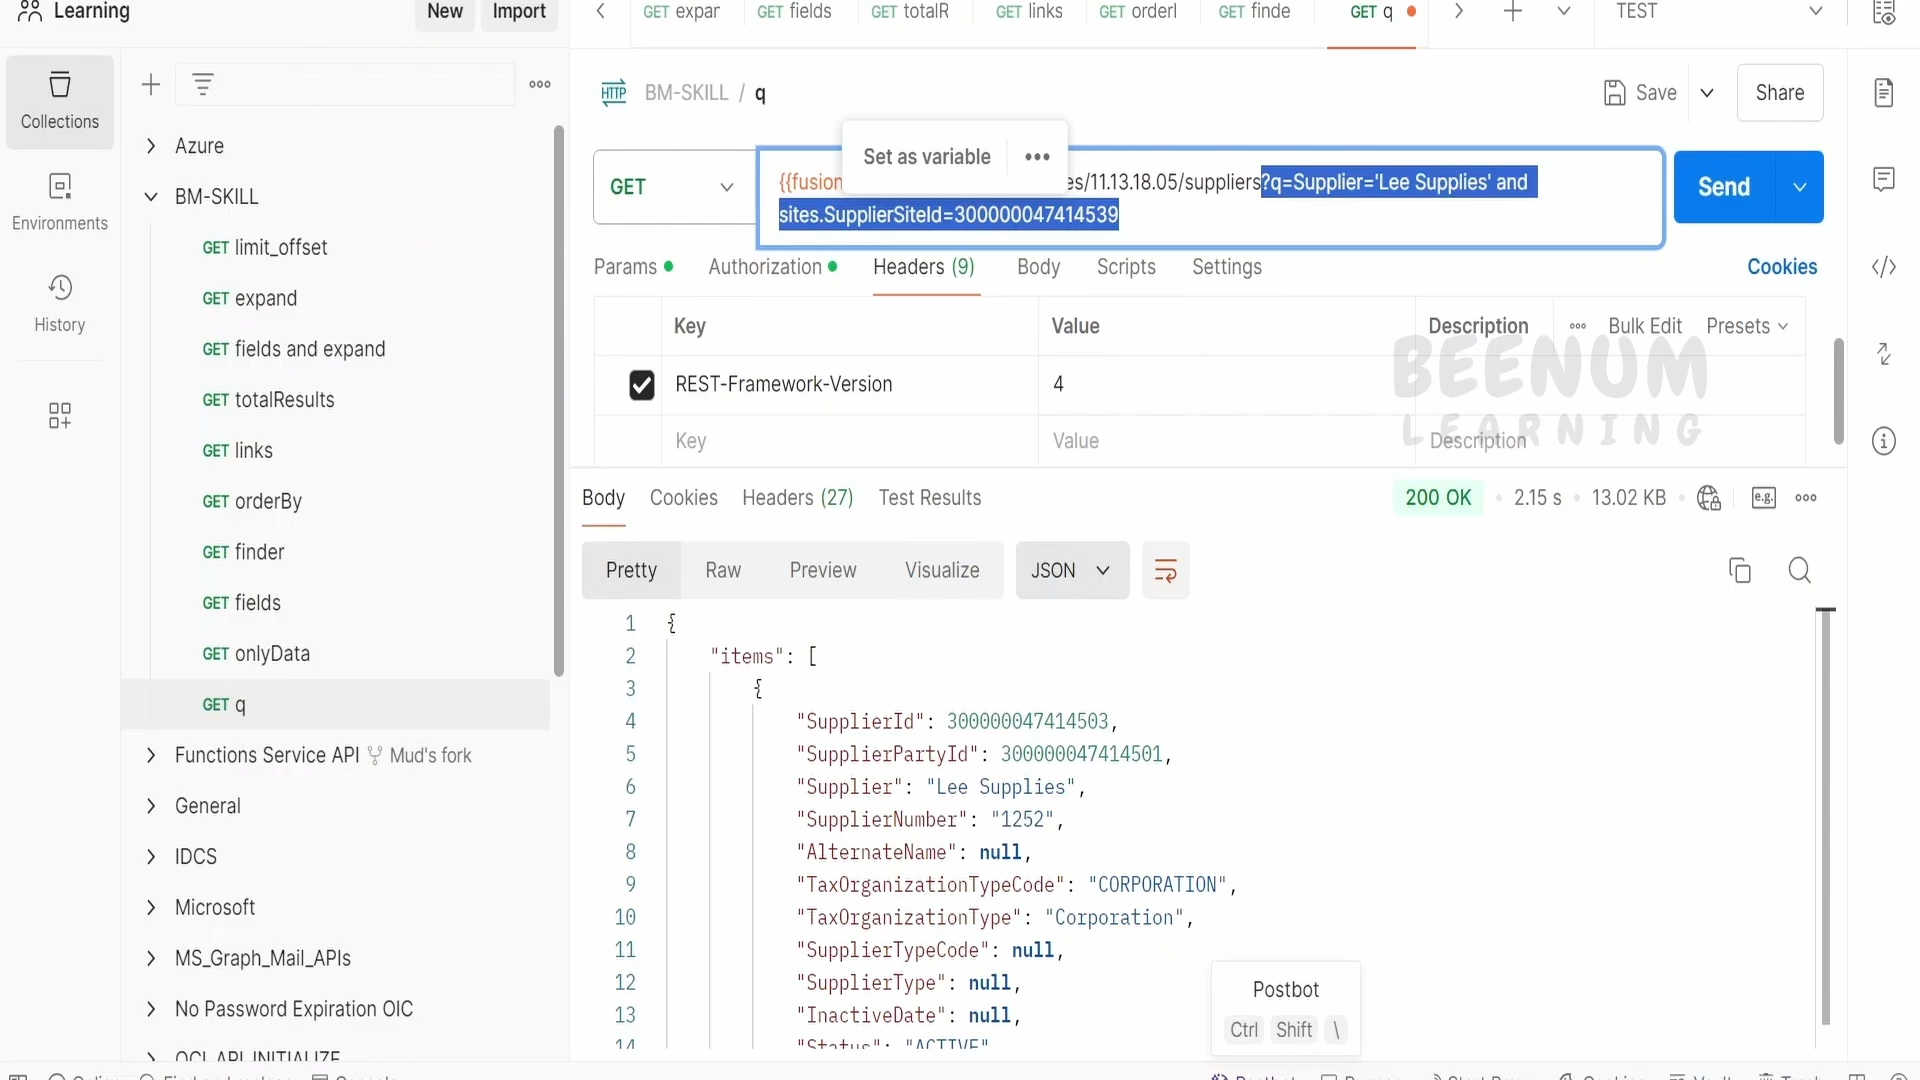 Learning
New
Import
GET expar
GET fields
GET totalR
GET links
GET orderl
GET finde
GET q
TEST
BM-SKILL / q
Save
Share
Set as variable
GET
{{fusion
es/11.13.18.05/suppliers?q=Supplier='Lee Supplies' and
sites.SupplierSiteId=300000047414539
Send
Params
Authorization
Headers (9)
Body
Scripts
Settings
Cookies
Key
Value
Description
Bulk Edit
Presets
REST-Framework-Version
4
Key
Value
Description
BEENUM
LEARNING
Collections
Environments
History
Azure
BM-SKILL
GET limit_offset
GET expand
GET fields and expand
GET totalResults
GET links
GET orderBy
GET finder
GET fields
GET onlyData
GET q
Functions Service API Mud's fork
General
IDCS
Microsoft
MS_Graph_Mail_APIs
No Password Expiration OIC
OCI_API_INITIALIZE
Body
Cookies
Headers (27)
Test Results
200 OK
2.15 s
13.02 KB
e.g.
Pretty
Raw
Preview
Visualize
JSON
1 {
2 "items": [
3 {
4 "SupplierId": 300000047414503,
5 "SupplierPartyId": 300000047414501,
6 "Supplier": "Lee Supplies",
7 "SupplierNumber": "1252",
8 "AlternateName": null,
9 "TaxOrganizationTypeCode": "CORPORATION",
10 "TaxOrganizationType": "Corporation",
11 "SupplierTypeCode": null,
12 "SupplierType": null,
13 "InactiveDate": null,
14 "Status": "ACTIVE"
Postbot
Ctrl Shift \